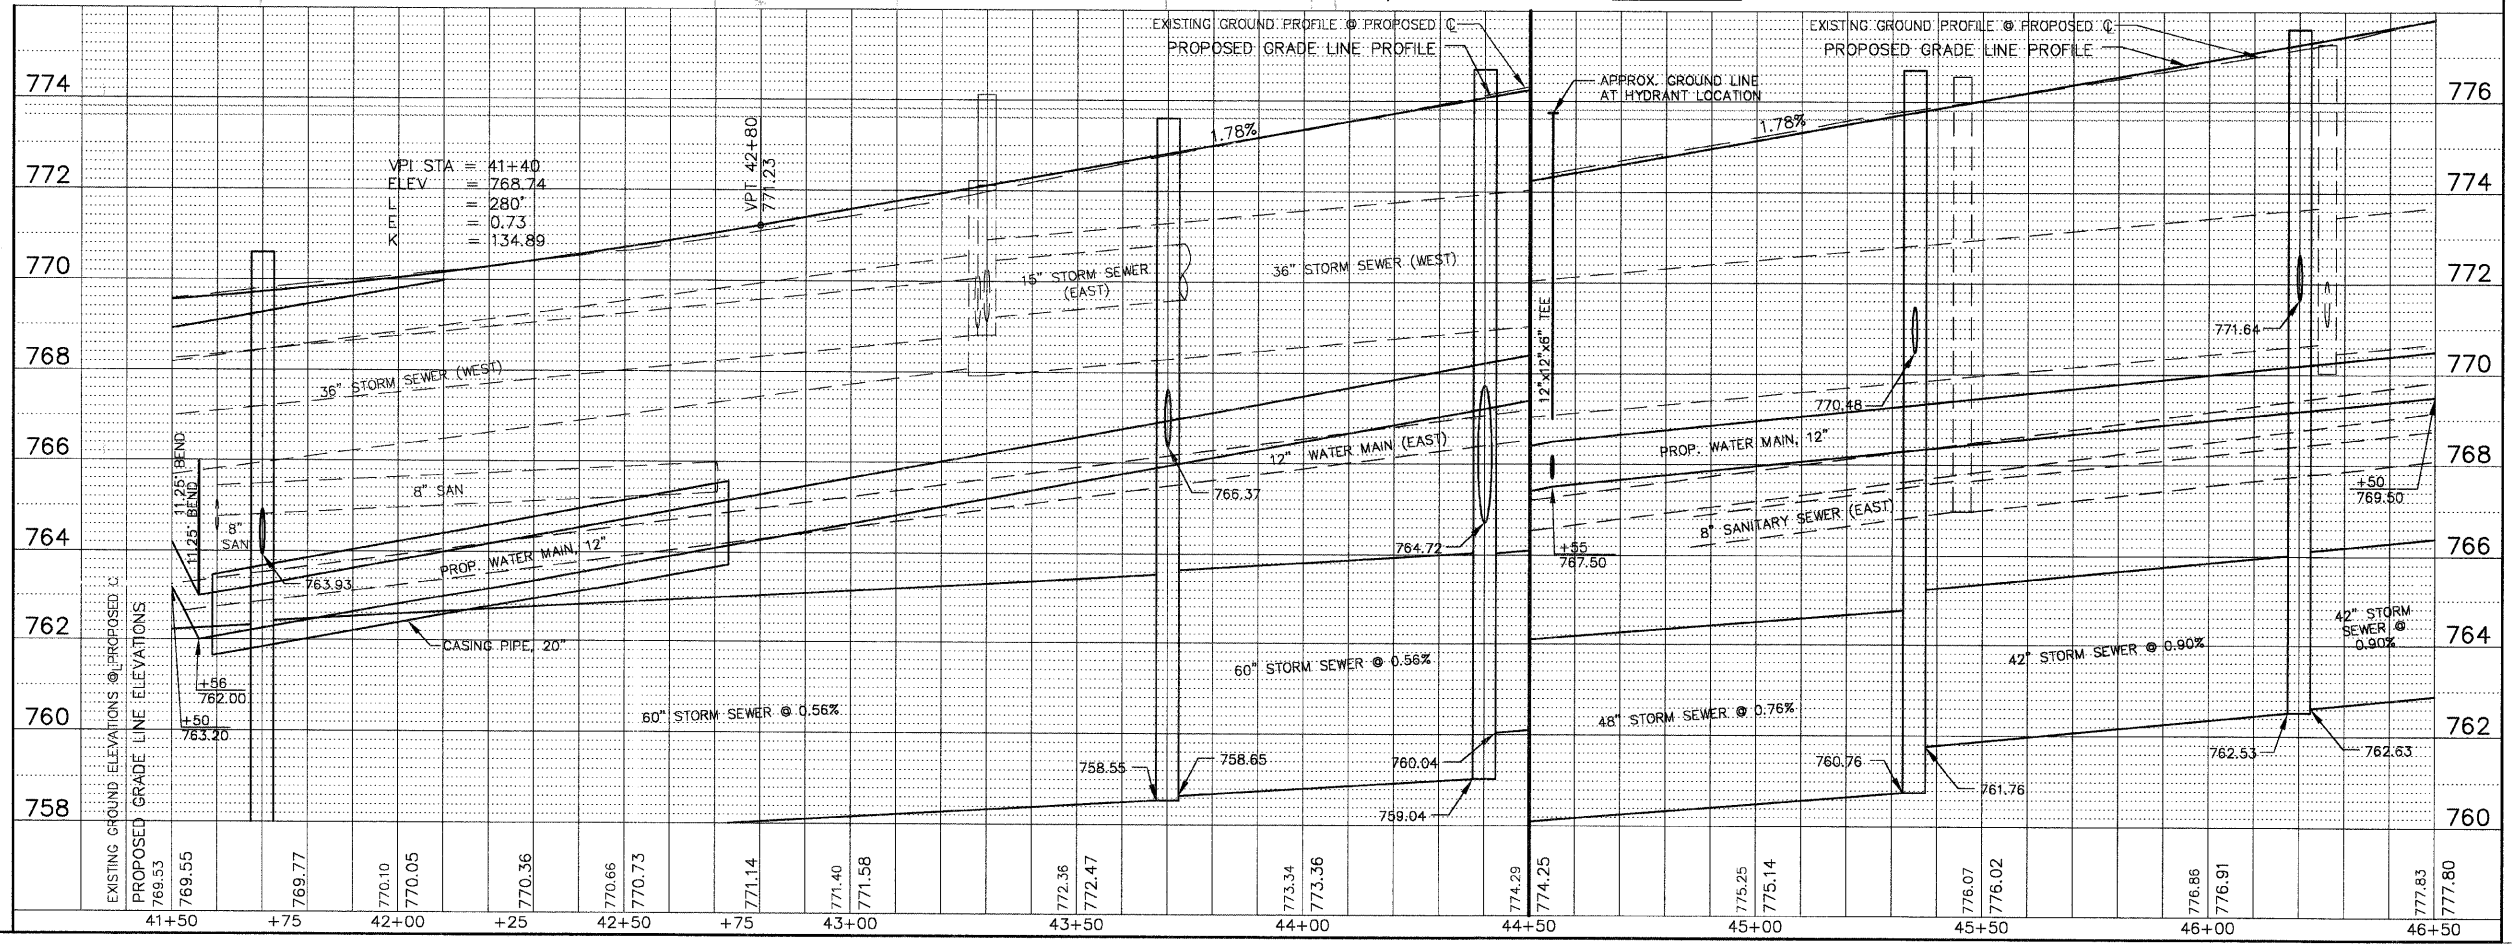 EXISTING GROUND PROFILE @ PROPOSED ℄
PROPOSED GRADE LINE PROFILE
EXISTING GROUND PROFILE @ PROPOSED ℄
PROPOSED GRADE LINE PROFILE
APPROX. GROUND LINE
AT HYDRANT LOCATION
774
772
770
768
766
764
762
760
758
776
774
772
770
768
766
764
762
760
VPI STA = 41+40
ELEV = 768.74
L = 280'
E = 0.73
K = 134.89
VPT 42+80
771.23
1.78%
1.78%
15" STORM SEWER
(EAST)
36" STORM SEWER (WEST)
36" STORM SEWER (WEST)
12"x12"x6" TEE
771.64
770.48
11.25° BEND
11.25° BEND
8" SAN
8"
SAN
763.93
PROP. WATER MAIN, 12"
766.37
12" WATER MAIN (EAST)
764.72
PROP. WATER MAIN, 12"
8" SANITARY SEWER (EAST)
+55
767.50
+50
769.50
CASING PIPE, 20"
+56
762.00
+50
763.20
60" STORM SEWER @ 0.56%
60" STORM SEWER @ 0.56%
48" STORM SEWER @ 0.76%
42" STORM SEWER @ 0.90%
42" STORM
SEWER @
0.90%
758.55
758.65
760.04
759.04
760.76
761.76
762.53
762.63
EXISTING GROUND ELEVATIONS @ PROPOSED ℄
PROPOSED GRADE LINE ELEVATIONS
769.53
769.55
769.77
770.10
770.05
770.36
770.66
770.73
771.14
771.40
771.58
772.36
772.47
773.34
773.36
774.29
774.25
775.25
775.14
776.07
776.02
776.86
776.91
777.83
777.80
41+50
+75
42+00
+25
42+50
+75
43+00
43+50
44+00
44+50
45+00
45+50
46+00
46+50